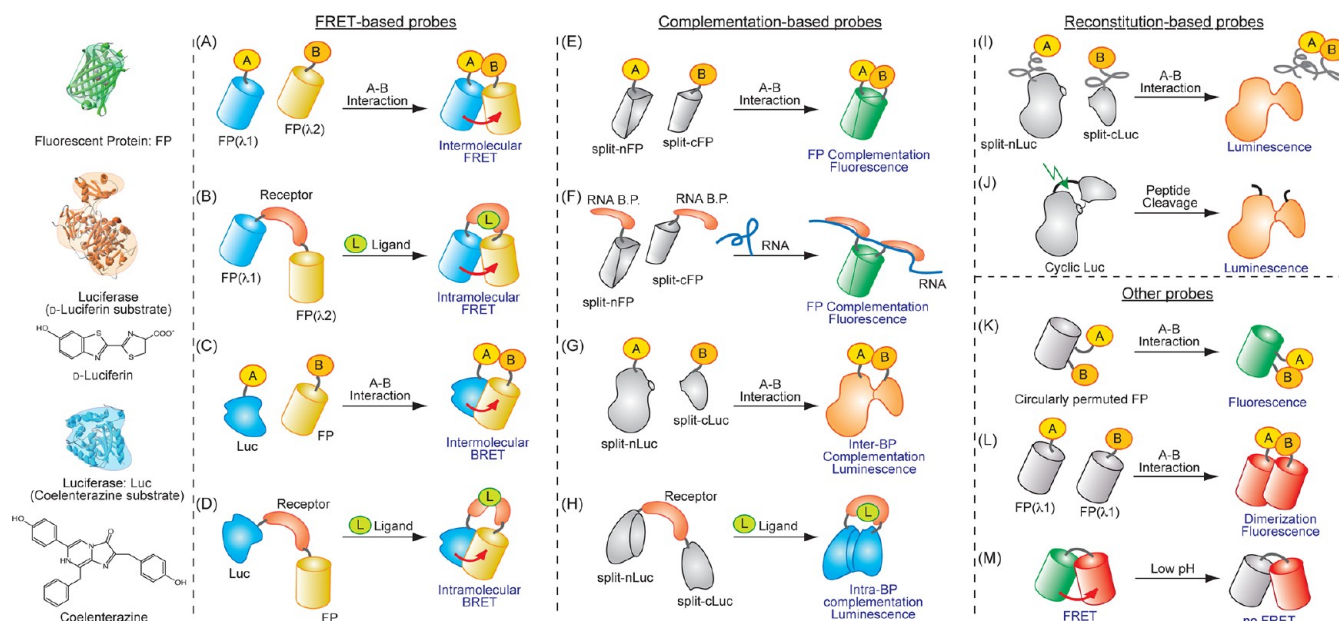 FRET-based probes
Complementation-based probes
Reconstitution-based probes
Fluorescent Protein: FP
Luciferase
(D-Luciferin substrate)
HO
S
N
N
S
COO⁻
D-Luciferin
Luciferase: Luc
(Coelenterazine substrate)
HO
O
N
N
HN
OH
Coelenterazine
(A)
A
B
FP(λ1)
FP(λ2)
A-B
Interaction
A
B
Intermolecular
FRET
(B)
Receptor
FP(λ1)
FP(λ2)
L Ligand
L
Intramolecular
FRET
(C)
A
B
Luc
FP
A-B
Interaction
A
B
Intermolecular
BRET
(D)
Receptor
Luc
FP
L Ligand
L
Intramolecular
BRET
(E)
A
B
split-nFP
split-cFP
A-B
Interaction
A
B
FP Complementation
Fluorescence
(F)
RNA B.P.
RNA B.P.
split-nFP
split-cFP
RNA
RNA
FP Complementation
Fluorescence
(G)
A
B
split-nLuc
split-cLuc
A-B
Interaction
A
B
Inter-BP
Complementation
Luminescence
(H)
Receptor
split-nLuc
split-cLuc
L Ligand
L
Intra-BP
complementation
Luminescence
(I)
A
B
split-nLuc
split-cLuc
A-B
Interaction
A
B
Luminescence
(J)
Cyclic Luc
Peptide
Cleavage
Luminescence
Other probes
(K)
A
B
Circularly permuted FP
A-B
Interaction
A
B
Fluorescence
(L)
A
B
FP(λ1)
FP(λ1)
A-B
Interaction
A
B
Dimerization
Fluorescence
(M)
FRET
Low pH
no FRET